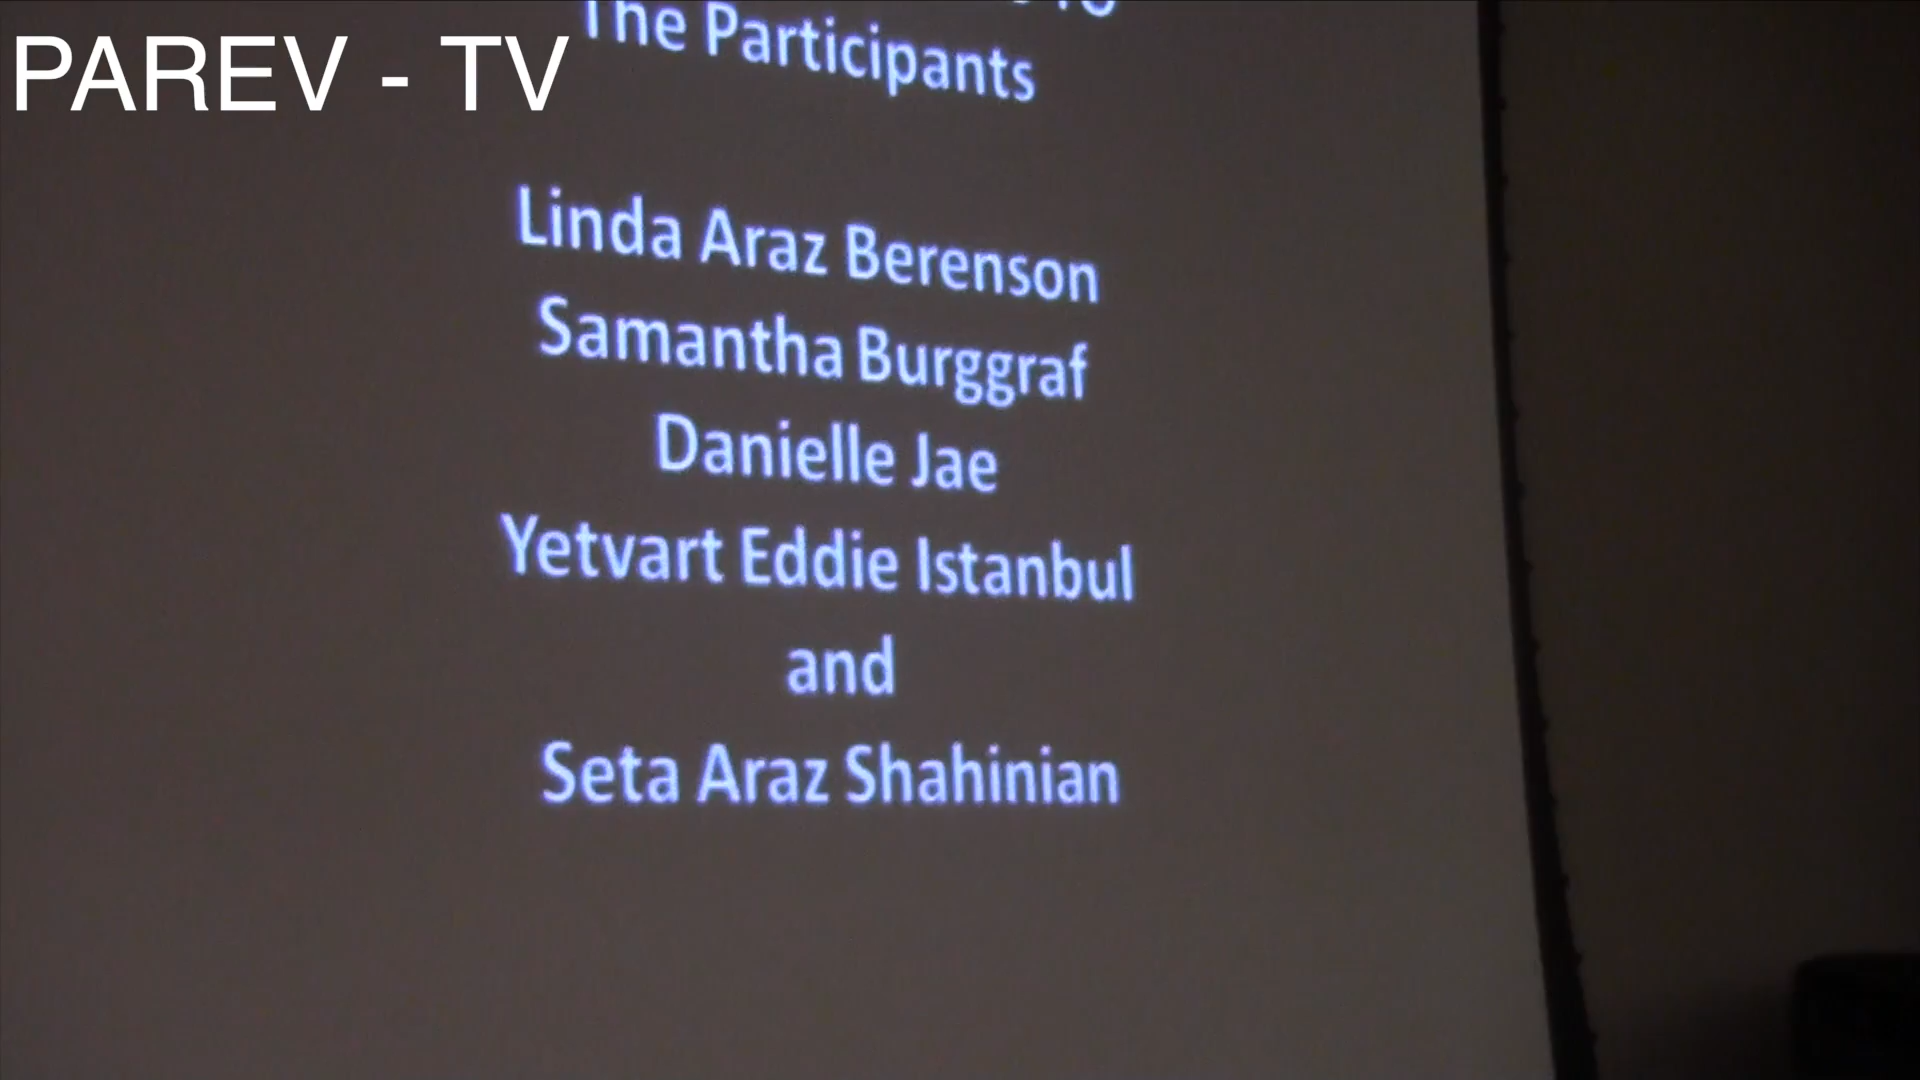 PAREV - TV
The Participants
Linda Araz Berenson
Samantha Burggraf
Danielle Jae
Yetvart Eddie Istanbul
and
Seta Araz Shahinian